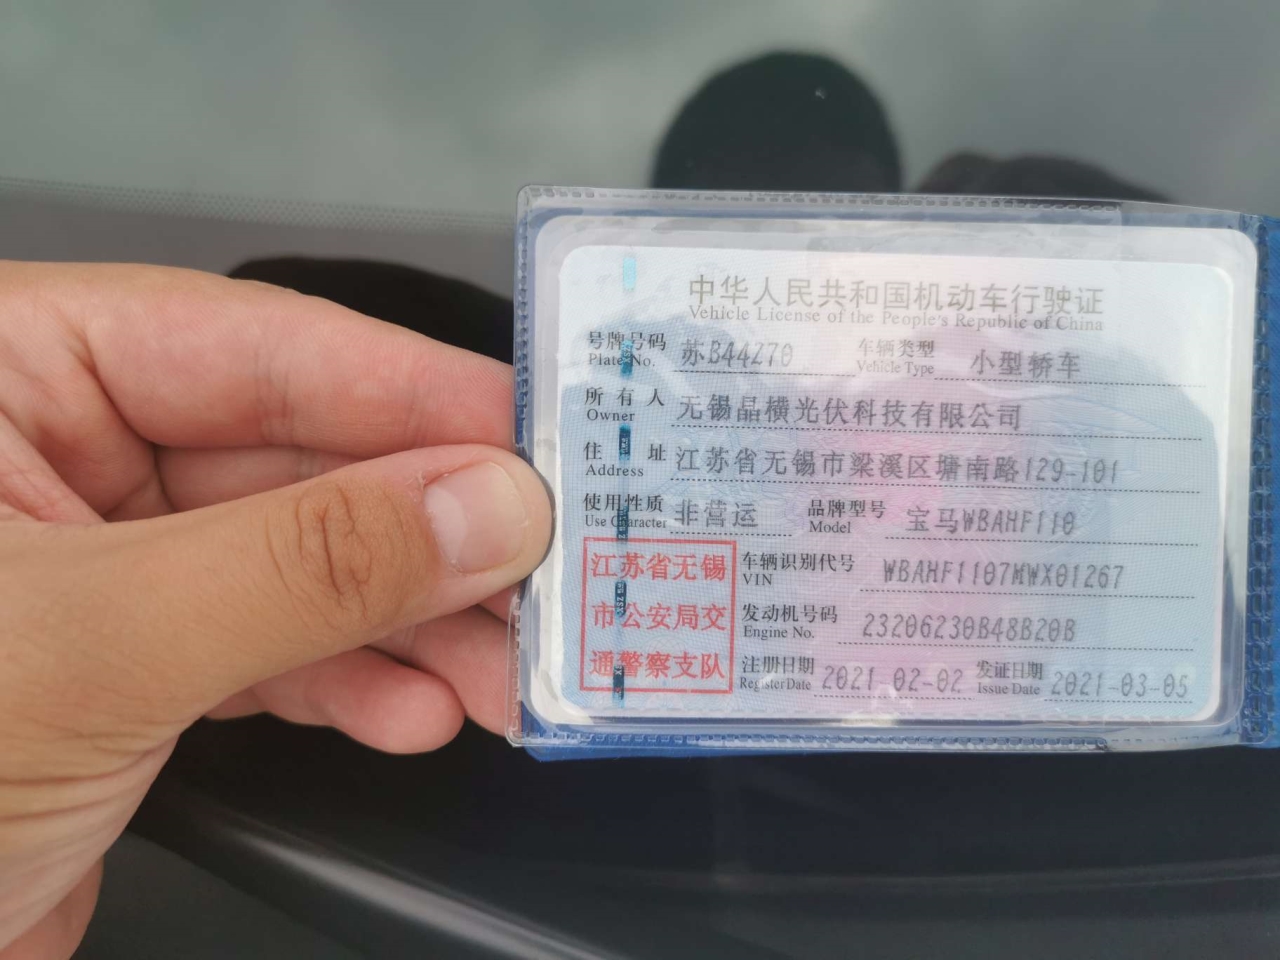 中华人民共和国机动车行驶证
Vehicle License of the People's Republic of China
号牌号码 苏B44Z70 车辆类型 小型轿车
Plate No. Vehicle Type
所有人 无锡晶横光伏科技有限公司
Owner
住址 江苏省无锡市梁溪区塘南路129-101
Address
使用性质 非营运 品牌型号 宝马WBAHF110
Use Character Model
江苏省无锡
市公安局交
通警察支队
车辆识别代号 WBAHF1107MWX01267
VIN
发动机号码 23206230B48B20B
Engine No.
注册日期 2021-02-02 发证日期 2021-03-05
Register Date Issue Date